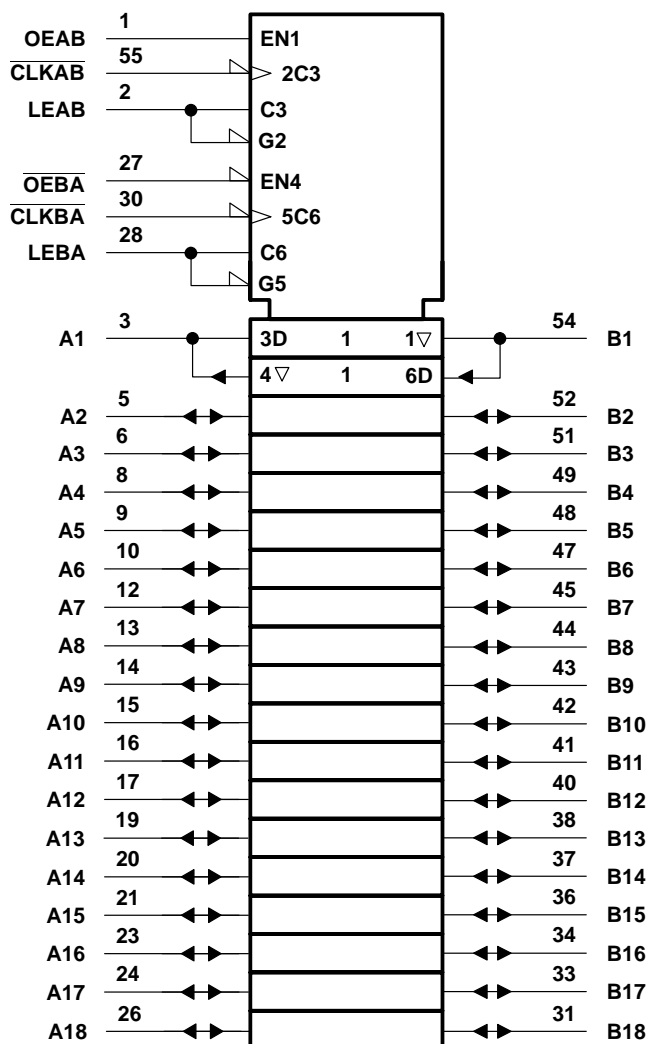 1
OEAB EN1
55
CLKAB 2C3
2
LEAB C3
G2
27
OEBA EN4
30
CLKBA 5C6
28
LEBA C6
G5
3 54
A1 3D 1 1▽ B1
4▽ 1 6D
5 52
A2 B2
6 51
A3 B3
8 49
A4 B4
9 48
A5 B5
10 47
A6 B6
12 45
A7 B7
13 44
A8 B8
14 43
A9 B9
15 42
A10 B10
16 41
A11 B11
17 40
A12 B12
19 38
A13 B13
20 37
A14 B14
21 36
A15 B15
23 34
A16 B16
24 33
A17 B17
26 31
A18 B18